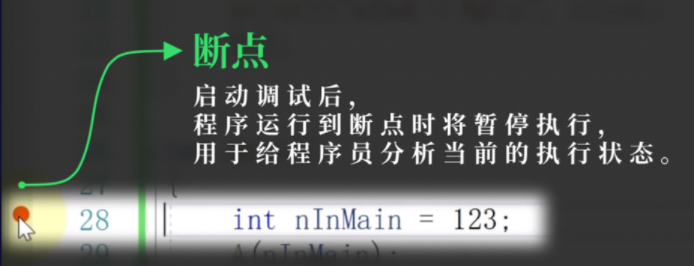 断点
启动调试后，
程序运行到断点时将暂停执行，
用于给程序员分析当前的执行状态。
27 {
28 int nInMain = 123;
29 A(nInMain);